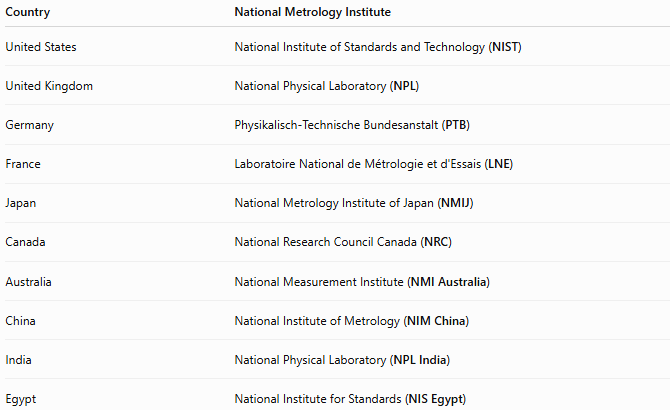 Country National Metrology Institute
United States National Institute of Standards and Technology (NIST)
United Kingdom National Physical Laboratory (NPL)
Germany Physikalisch-Technische Bundesanstalt (PTB)
France Laboratoire National de Métrologie et d'Essais (LNE)
Japan National Metrology Institute of Japan (NMIJ)
Canada National Research Council Canada (NRC)
Australia National Measurement Institute (NMI Australia)
China National Institute of Metrology (NIM China)
India National Physical Laboratory (NPL India)
Egypt National Institute for Standards (NIS Egypt)